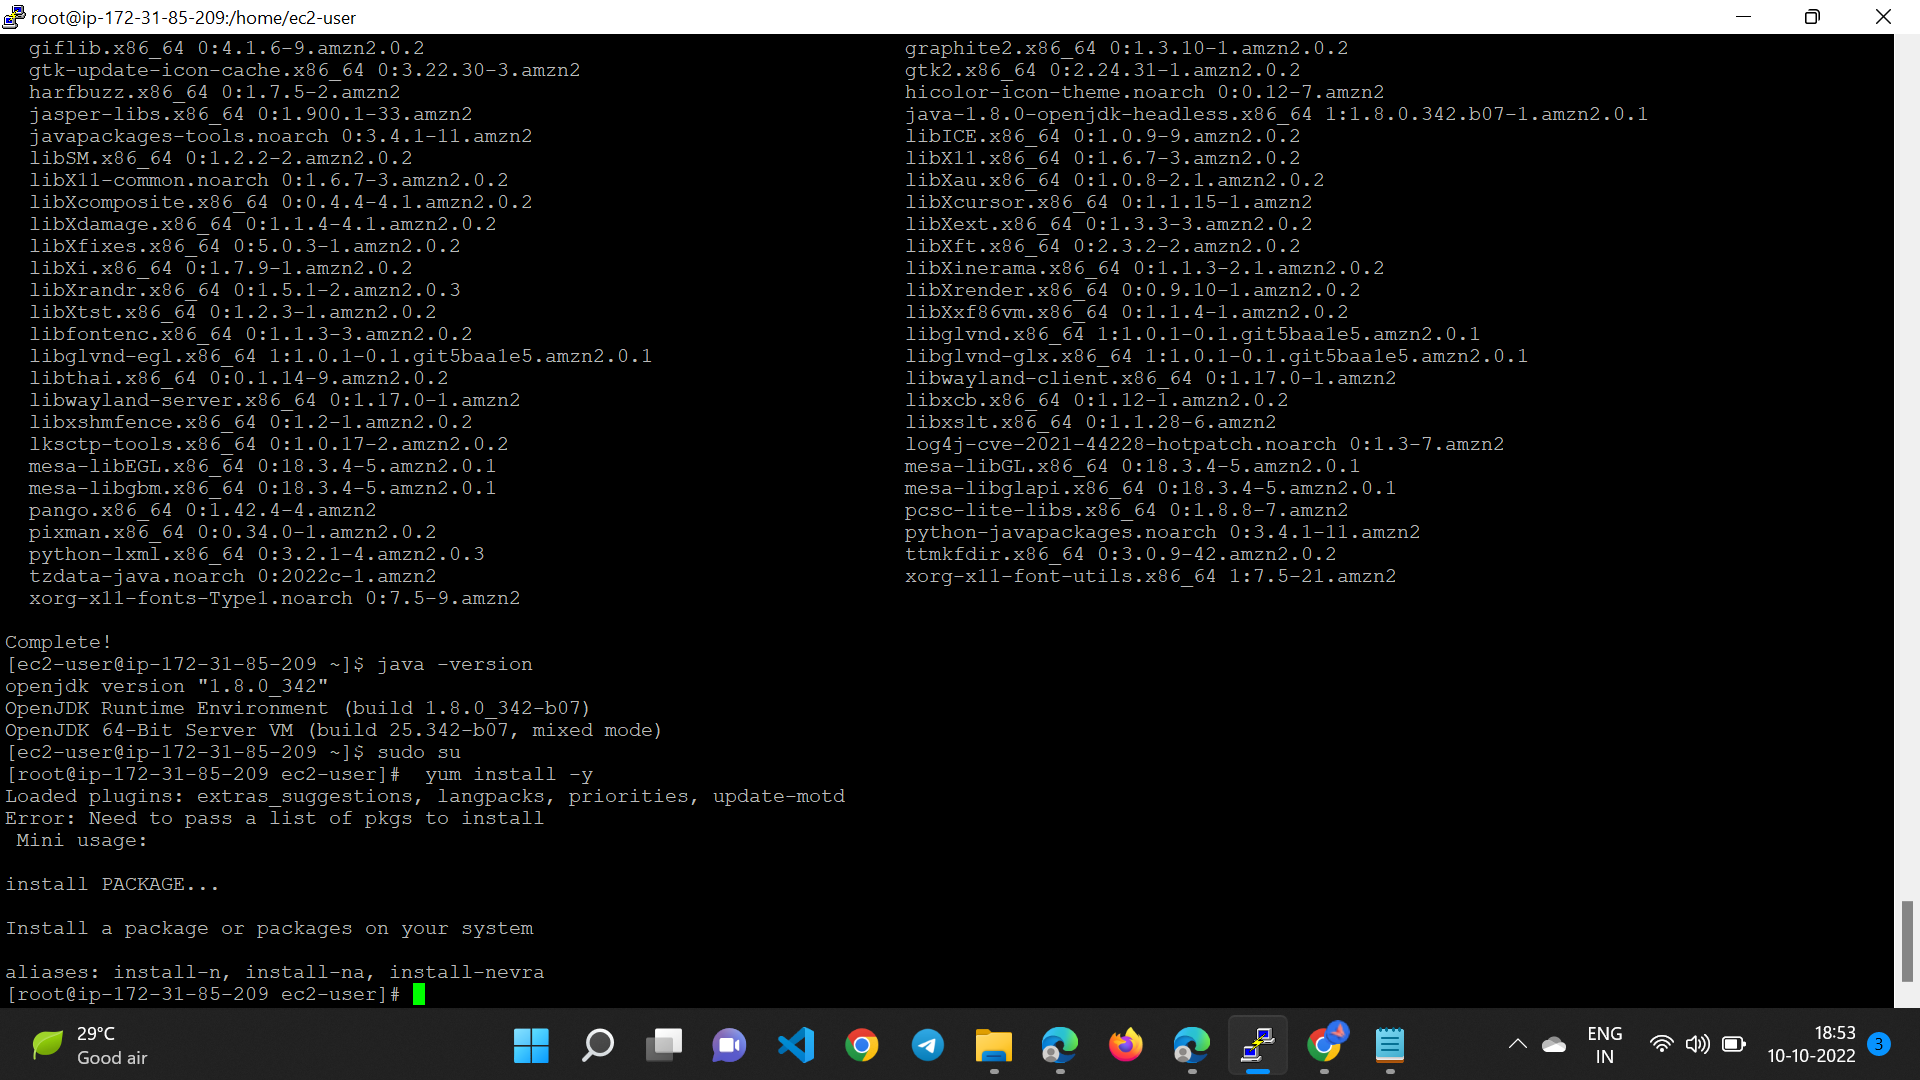 root@ip-172-31-85-209:/home/ec2-user
giflib.x86_64 0:4.1.6-9.amzn2.0.2 graphite2.x86_64 0:1.3.10-1.amzn2.0.2
gtk-update-icon-cache.x86_64 0:3.22.30-3.amzn2 gtk2.x86_64 0:2.24.31-1.amzn2.0.2
harfbuzz.x86_64 0:1.7.5-2.amzn2 hicolor-icon-theme.noarch 0:0.12-7.amzn2
jasper-libs.x86_64 0:1.900.1-33.amzn2 java-1.8.0-openjdk-headless.x86_64 1:1.8.0.342.b07-1.amzn2.0.1
javapackages-tools.noarch 0:3.4.1-11.amzn2 libICE.x86_64 0:1.0.9-9.amzn2.0.2
libSM.x86_64 0:1.2.2-2.amzn2.0.2 libX11.x86_64 0:1.6.7-3.amzn2.0.2
libX11-common.noarch 0:1.6.7-3.amzn2.0.2 libXau.x86_64 0:1.0.8-2.1.amzn2.0.2
libXcomposite.x86_64 0:0.4.4-4.1.amzn2.0.2 libXcursor.x86_64 0:1.1.15-1.amzn2
libXdamage.x86_64 0:1.1.4-4.1.amzn2.0.2 libXext.x86_64 0:1.3.3-3.amzn2.0.2
libXfixes.x86_64 0:5.0.3-1.amzn2.0.2 libXft.x86_64 0:2.3.2-2.amzn2.0.2
libXi.x86_64 0:1.7.9-1.amzn2.0.2 libXinerama.x86_64 0:1.1.3-2.1.amzn2.0.2
libXrandr.x86_64 0:1.5.1-2.amzn2.0.3 libXrender.x86_64 0:0.9.10-1.amzn2.0.2
libXtst.x86_64 0:1.2.3-1.amzn2.0.2 libXxf86vm.x86_64 0:1.1.4-1.amzn2.0.2
libfontenc.x86_64 0:1.1.3-3.amzn2.0.2 libglvnd.x86_64 1:1.0.1-0.1.git5baa1e5.amzn2.0.1
libglvnd-egl.x86_64 1:1.0.1-0.1.git5baa1e5.amzn2.0.1 libglvnd-glx.x86_64 1:1.0.1-0.1.git5baa1e5.amzn2.0.1
libthai.x86_64 0:0.1.14-9.amzn2.0.2 libwayland-client.x86_64 0:1.17.0-1.amzn2
libwayland-server.x86_64 0:1.17.0-1.amzn2 libxcb.x86_64 0:1.12-1.amzn2.0.2
libxshmfence.x86_64 0:1.2-1.amzn2.0.2 libxslt.x86_64 0:1.1.28-6.amzn2
lksctp-tools.x86_64 0:1.0.17-2.amzn2.0.2 log4j-cve-2021-44228-hotpatch.noarch 0:1.3-7.amzn2
mesa-libEGL.x86_64 0:18.3.4-5.amzn2.0.1 mesa-libGL.x86_64 0:18.3.4-5.amzn2.0.1
mesa-libgbm.x86_64 0:18.3.4-5.amzn2.0.1 mesa-libglapi.x86_64 0:18.3.4-5.amzn2.0.1
pango.x86_64 0:1.42.4-4.amzn2 pcsc-lite-libs.x86_64 0:1.8.8-7.amzn2
pixman.x86_64 0:0.34.0-1.amzn2.0.2 python-javapackages.noarch 0:3.4.1-11.amzn2
python-lxml.x86_64 0:3.2.1-4.amzn2.0.3 ttmkfdir.x86_64 0:3.0.9-42.amzn2.0.2
tzdata-java.noarch 0:2022c-1.amzn2 xorg-x11-font-utils.x86_64 1:7.5-21.amzn2
xorg-x11-fonts-Type1.noarch 0:7.5-9.amzn2
Complete!
[ec2-user@ip-172-31-85-209 ~]$ java -version
openjdk version "1.8.0_342"
OpenJDK Runtime Environment (build 1.8.0_342-b07)
OpenJDK 64-Bit Server VM (build 25.342-b07, mixed mode)
[ec2-user@ip-172-31-85-209 ~]$ sudo su
[root@ip-172-31-85-209 ec2-user]#  yum install -y
Loaded plugins: extras_suggestions, langpacks, priorities, update-motd
Error: Need to pass a list of pkgs to install
Mini usage:
install PACKAGE...
Install a package or packages on your system
aliases: install-n, install-na, install-nevra
[root@ip-172-31-85-209 ec2-user]#
29°C
Good air
ENG
IN
18:53
10-10-2022
3